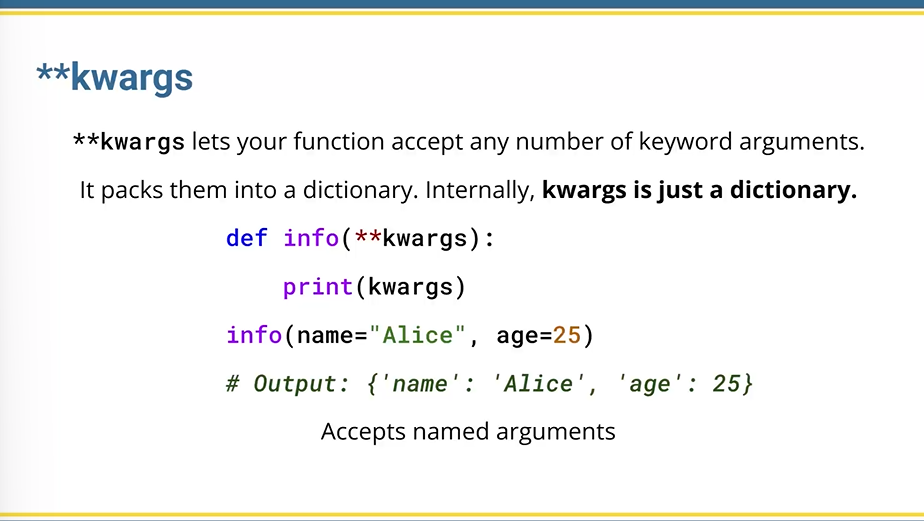 **kwargs
**kwargs lets your function accept any number of keyword arguments.
It packs them into a dictionary. Internally, kwargs is just a dictionary.
def info(**kwargs):
    print(kwargs)
info(name="Alice", age=25)
# Output: {'name': 'Alice', 'age': 25}
Accepts named arguments